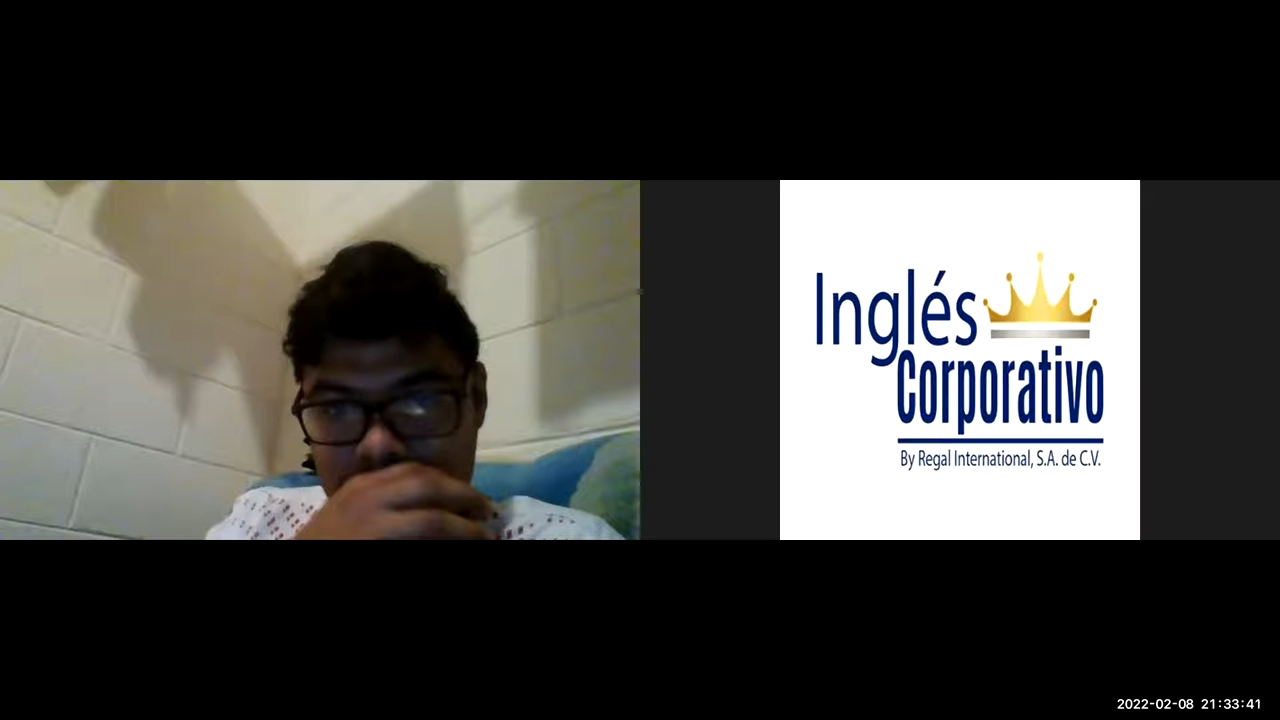 Inglés
Corporativo
By Regal International, S.A. de C.V.
2022-02-08 21:33:41